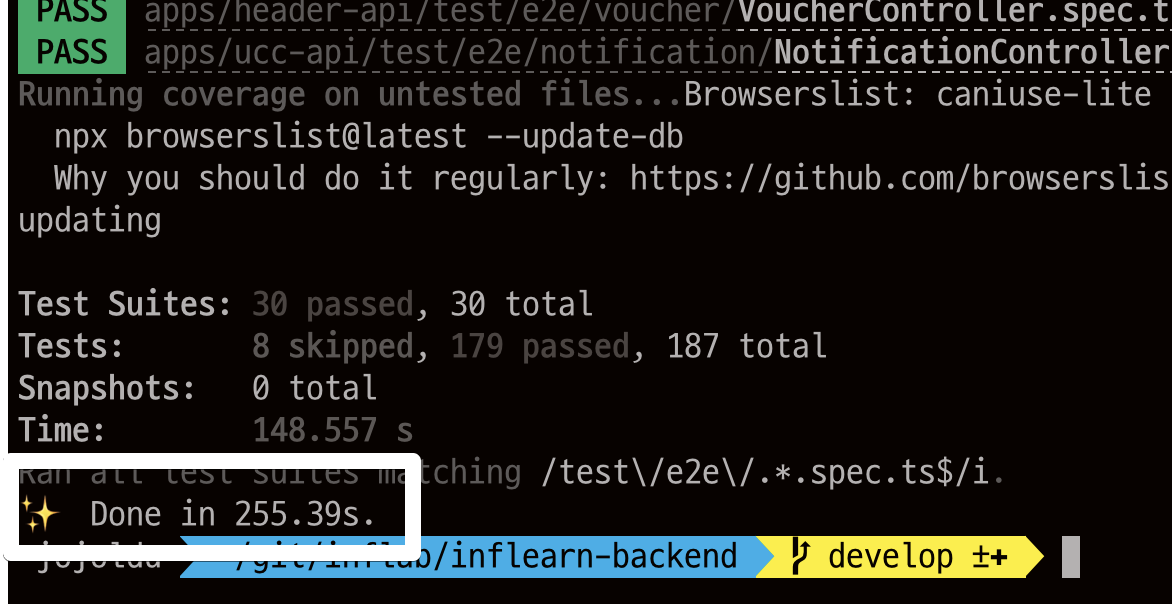 PASS apps/header-api/test/e2e/voucher/VoucherController.spec.t
PASS apps/ucc-api/test/e2e/notification/NotificationController
Running coverage on untested files...Browserslist: caniuse-lite
npx browserslist@latest --update-db
Why you should do it regularly: https://github.com/browserslis
updating
Test Suites: 30 passed, 30 total
Tests: 8 skipped, 179 passed, 187 total
Snapshots: 0 total
Time: 148.557 s
Ran all test suites matching /test\/e2e\/.*.spec.ts$/i.
✨ Done in 255.39s.
jojoldu ~/git/inflab/inflearn-backend develop ±+